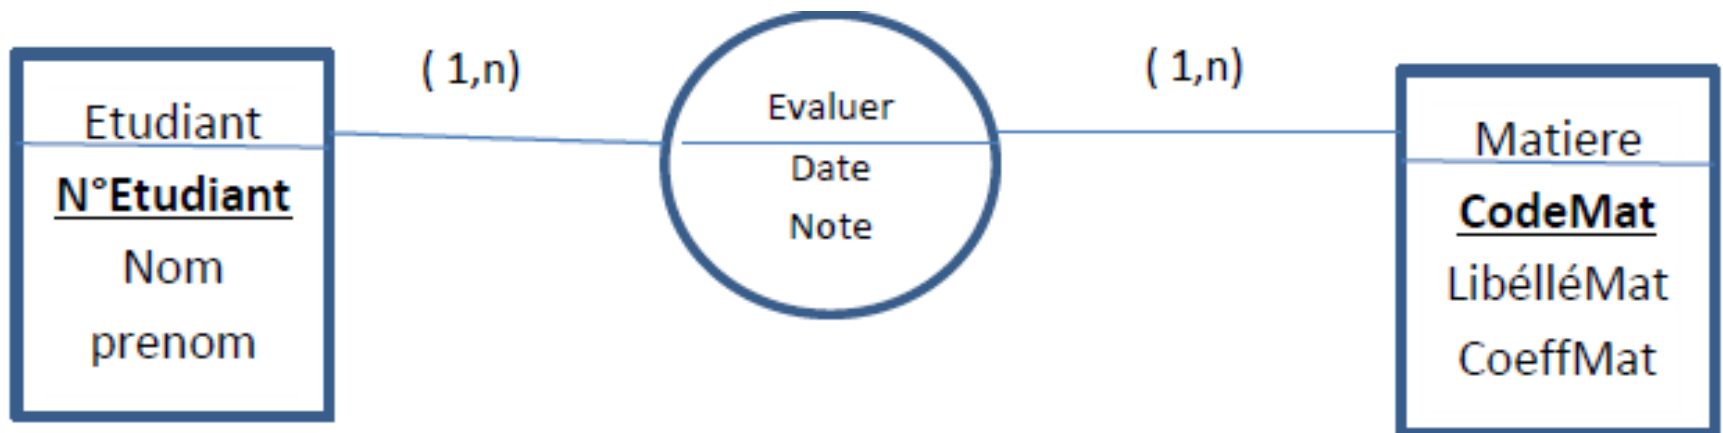 Etudiant
N°Etudiant
Nom
prenom
( 1,n)
Evaluer
Date
Note
( 1,n)
Matiere
CodeMat
LibélléMat
CoeffMat